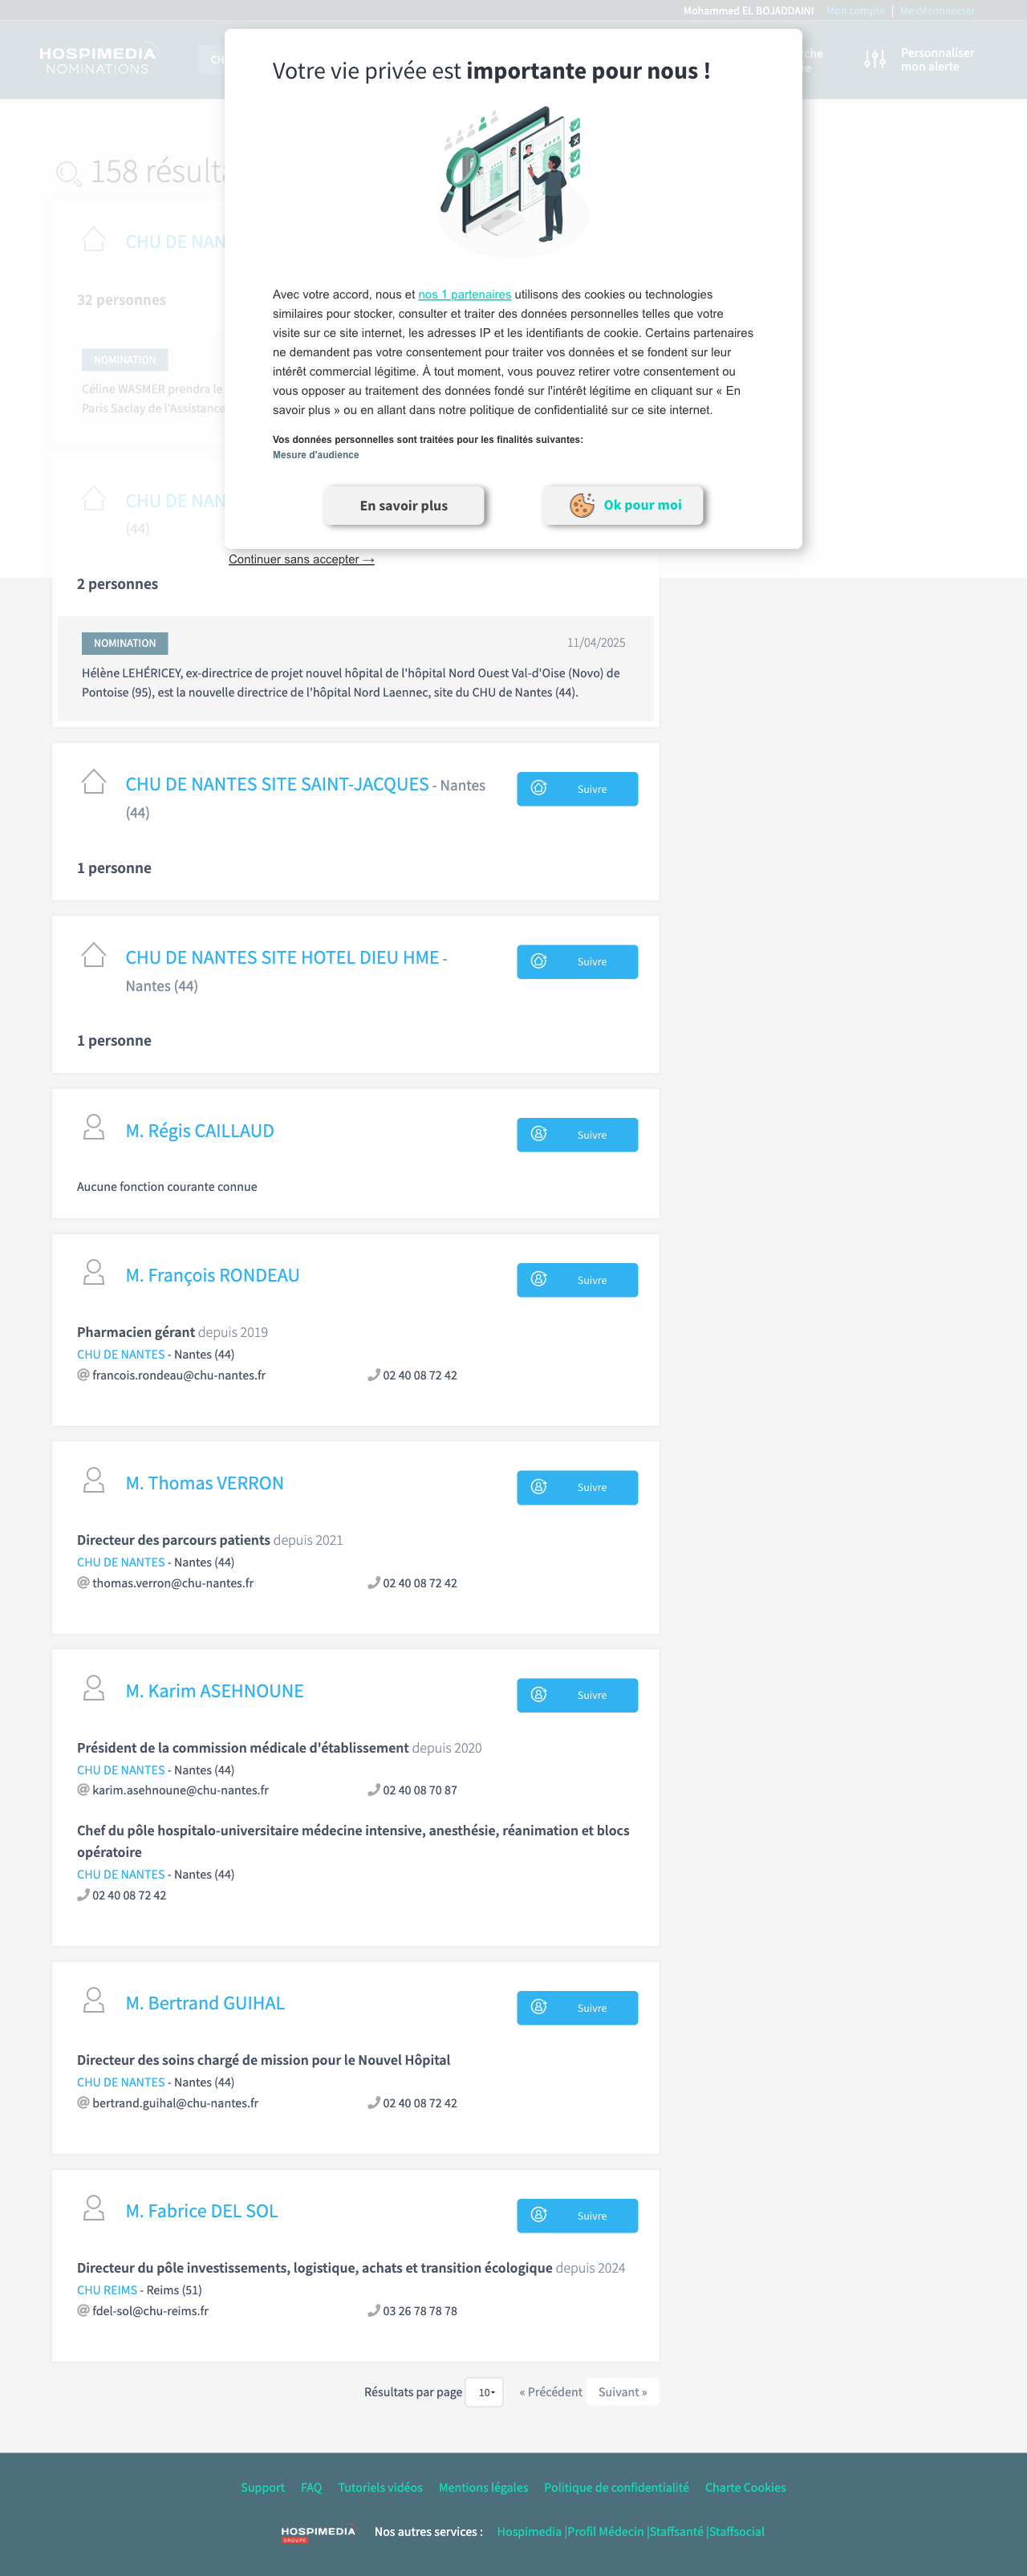 Mohammed EL BOJADDAINI Mon compte | Me déconnecter
HOSPIMEDIA
NOMINATIONS
Personnaliser
mon alerte
Votre vie privée est importante pour nous !
158 résulta
CHU DE NAN
32 personnes
NOMINATION
Céline WASMER prendra le
Paris Saclay de l'Assistance
Avec votre accord, nous et nos 1 partenaires utilisons des cookies ou technologies
similaires pour stocker, consulter et traiter des données personnelles telles que votre
visite sur ce site internet, les adresses IP et les identifiants de cookie. Certains partenaires
ne demandent pas votre consentement pour traiter vos données et se fondent sur leur
intérêt commercial légitime. À tout moment, vous pouvez retirer votre consentement ou
vous opposer au traitement des données fondé sur l'intérêt légitime en cliquant sur « En
savoir plus » ou en allant dans notre politique de confidentialité sur ce site internet.
Vos données personnelles sont traitées pour les finalités suivantes:
Mesure d'audience
En savoir plus
Ok pour moi
Continuer sans accepter →
CHU DE NAN
(44)
2 personnes
NOMINATION 11/04/2025
Hélène LEHÉRICEY, ex-directrice de projet nouvel hôpital de l'hôpital Nord Ouest Val-d'Oise (Novo) de
Pontoise (95), est la nouvelle directrice de l'hôpital Nord Laennec, site du CHU de Nantes (44).
CHU DE NANTES SITE SAINT-JACQUES - Nantes
(44)
Suivre
1 personne
CHU DE NANTES SITE HOTEL DIEU HME -
Nantes (44)
Suivre
1 personne
M. Régis CAILLAUD
Suivre
Aucune fonction courante connue
M. François RONDEAU
Suivre
Pharmacien gérant depuis 2019
CHU DE NANTES - Nantes (44)
francois.rondeau@chu-nantes.fr 02 40 08 72 42
M. Thomas VERRON
Suivre
Directeur des parcours patients depuis 2021
CHU DE NANTES - Nantes (44)
thomas.verron@chu-nantes.fr 02 40 08 72 42
M. Karim ASEHNOUNE
Suivre
Président de la commission médicale d'établissement depuis 2020
CHU DE NANTES - Nantes (44)
karim.asehnoune@chu-nantes.fr 02 40 08 70 87
Chef du pôle hospitalo-universitaire médecine intensive, anesthésie, réanimation et blocs
opératoire
CHU DE NANTES - Nantes (44)
02 40 08 72 42
M. Bertrand GUIHAL
Suivre
Directeur des soins chargé de mission pour le Nouvel Hôpital
CHU DE NANTES - Nantes (44)
bertrand.guihal@chu-nantes.fr 02 40 08 72 42
M. Fabrice DEL SOL
Suivre
Directeur du pôle investissements, logistique, achats et transition écologique depuis 2024
CHU REIMS - Reims (51)
fdel-sol@chu-reims.fr 03 26 78 78 78
Résultats par page 10 « Précédent Suivant »
Support FAQ Tutoriels vidéos Mentions légales Politique de confidentialité Charte Cookies
HOSPIMEDIA
GROUPE
Nos autres services : Hospimedia |Profil Médecin |Staffsanté |Staffsocial